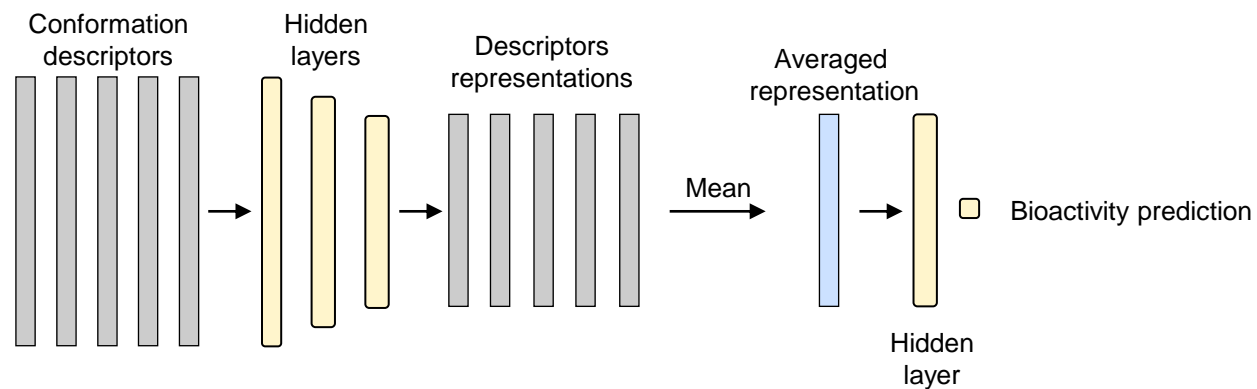 Conformation
descriptors
Hidden
layers
Descriptors
representations
Mean
Averaged
representation
Hidden
layer
Bioactivity prediction